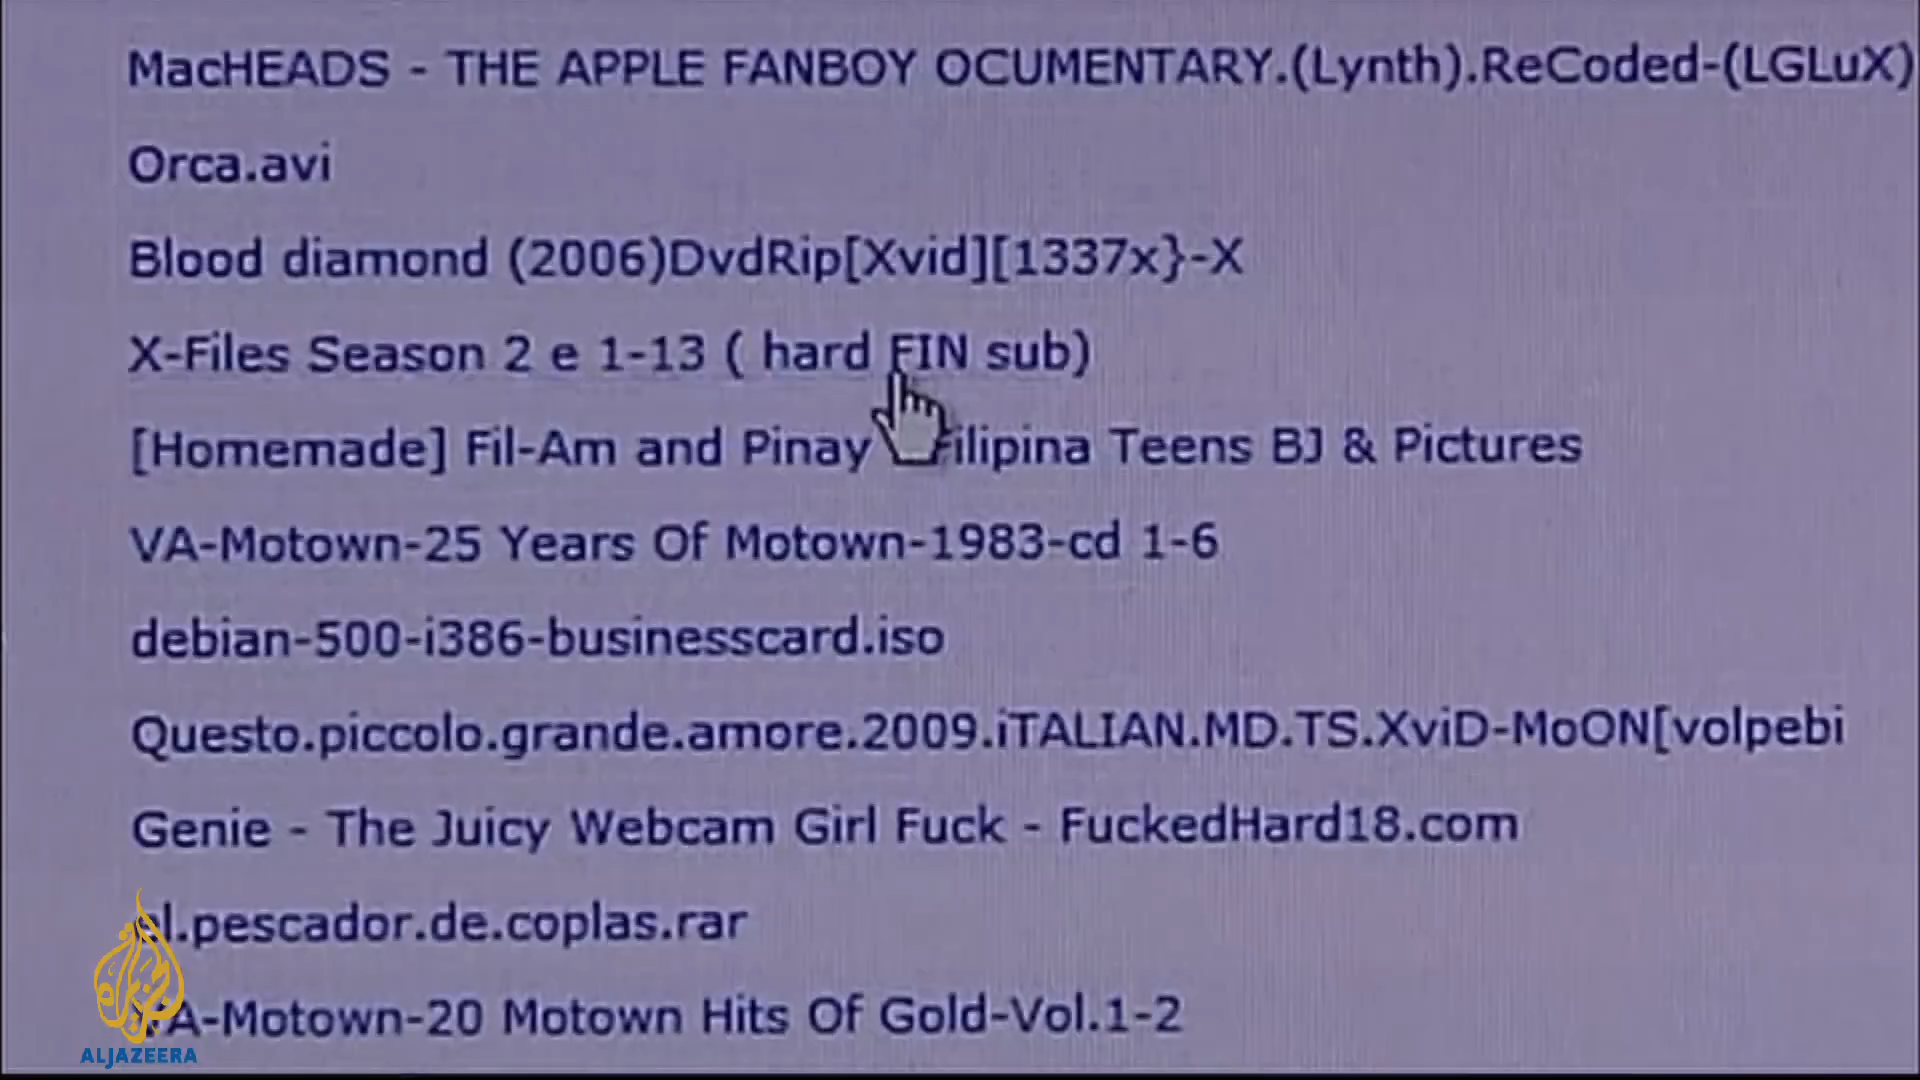 MacHEADS - THE APPLE FANBOY OCUMENTARY.(Lynth).ReCoded-(LGLuX)
Orca.avi
Blood diamond (2006)DvdRip[Xvid][1337x}-X
X-Files Season 2 e 1-13 ( hard FIN sub)
[Homemade] Fil-Am and Pinay Filipina Teens BJ & Pictures
VA-Motown-25 Years Of Motown-1983-cd 1-6
debian-500-i386-businesscard.iso
Questo.piccolo.grande.amore.2009.iTALIAN.MD.TS.XviD-MoON[volpebi
Genie - The Juicy Webcam Girl Fuck - FuckedHard18.com
el.pescador.de.coplas.rar
VA-Motown-20 Motown Hits Of Gold-Vol.1-2
الجزيرة
ALJAZEERA